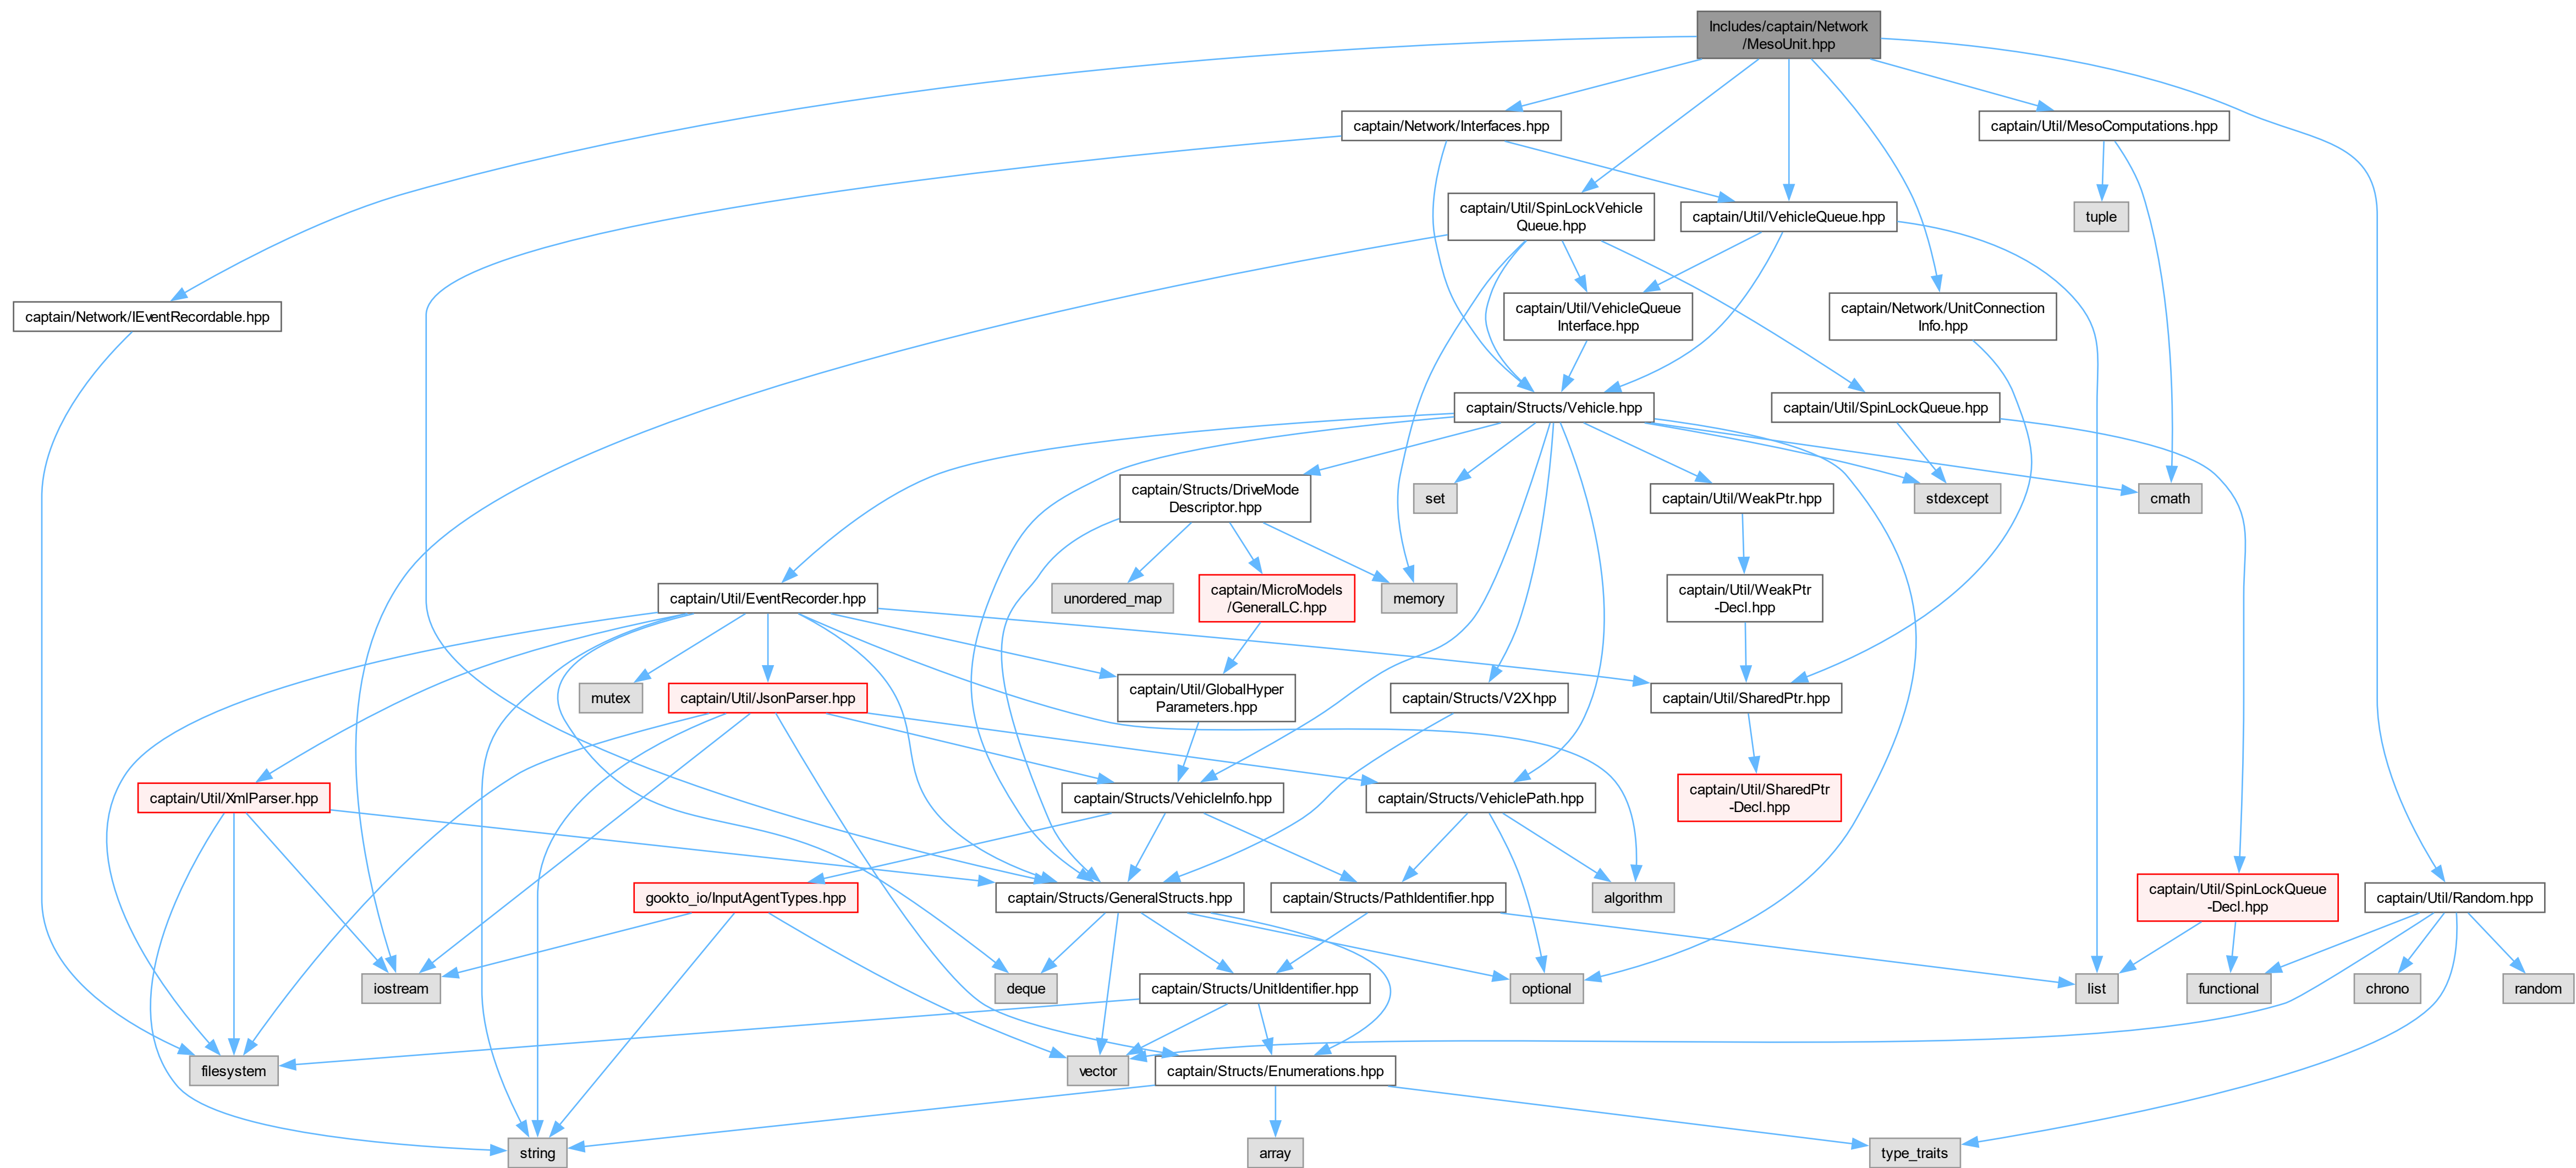 Includes/captain/Network
/MesoUnit.hpp
captain/Network/Interfaces.hpp
captain/Util/MesoComputations.hpp
captain/Util/SpinLockVehicle
Queue.hpp
captain/Util/VehicleQueue.hpp
tuple
captain/Network/IEventRecordable.hpp
captain/Util/VehicleQueue
Interface.hpp
captain/Network/UnitConnection
Info.hpp
captain/Structs/Vehicle.hpp
captain/Util/SpinLockQueue.hpp
captain/Structs/DriveMode
Descriptor.hpp
set
captain/Util/WeakPtr.hpp
stdexcept
cmath
captain/Util/EventRecorder.hpp
unordered_map
captain/MicroModels
/GeneralLC.hpp
memory
captain/Util/WeakPtr
-Decl.hpp
mutex
captain/Util/JsonParser.hpp
captain/Util/GlobalHyper
Parameters.hpp
captain/Structs/V2X.hpp
captain/Util/SharedPtr.hpp
captain/Util/XmlParser.hpp
captain/Structs/VehicleInfo.hpp
captain/Structs/VehiclePath.hpp
captain/Util/SharedPtr
-Decl.hpp
gookto_io/InputAgentTypes.hpp
captain/Structs/GeneralStructs.hpp
captain/Structs/PathIdentifier.hpp
algorithm
captain/Util/SpinLockQueue
-Decl.hpp
captain/Util/Random.hpp
iostream
deque
captain/Structs/UnitIdentifier.hpp
optional
list
functional
chrono
random
filesystem
vector
captain/Structs/Enumerations.hpp
string
array
type_traits